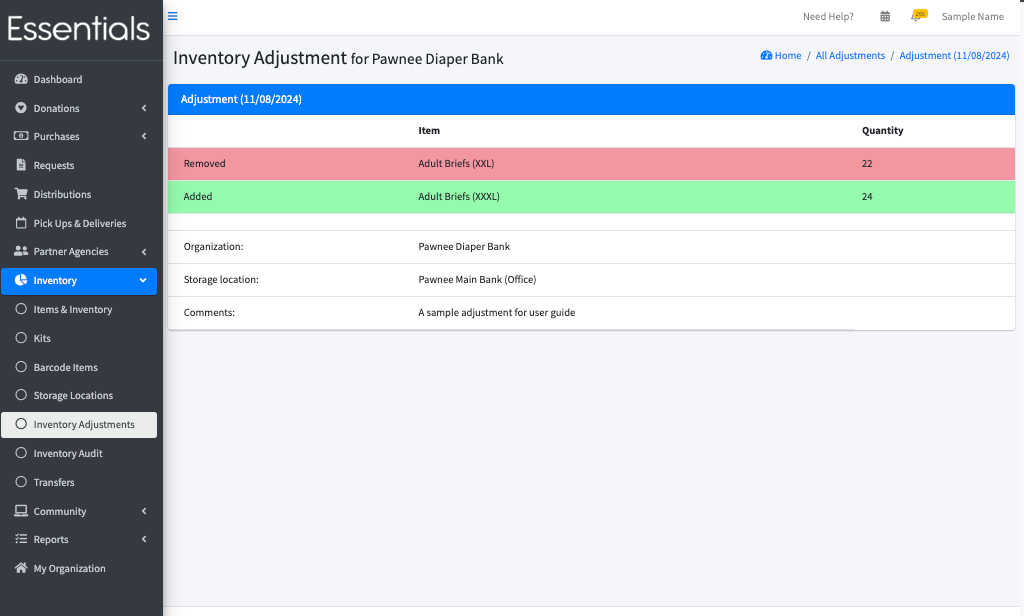 Essentials
Dashboard
Donations
Purchases
Requests
Distributions
Pick Ups & Deliveries
Partner Agencies
Inventory
Items & Inventory
Kits
Barcode Items
Storage Locations
Inventory Adjustments
Inventory Audit
Transfers
Community
Reports
My Organization
Need Help? Sample Name
Inventory Adjustment for Pawnee Diaper Bank
Home / All Adjustments / Adjustment (11/08/2024)
Adjustment (11/08/2024)
Item Quantity
Removed Adult Briefs (XXL) 22
Added Adult Briefs (XXXL) 24
Organization: Pawnee Diaper Bank
Storage location: Pawnee Main Bank (Office)
Comments: A sample adjustment for user guide